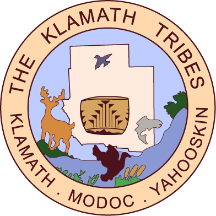 THE KLAMATH TRIBES
KLAMATH . MODOC . YAHOOSKIN